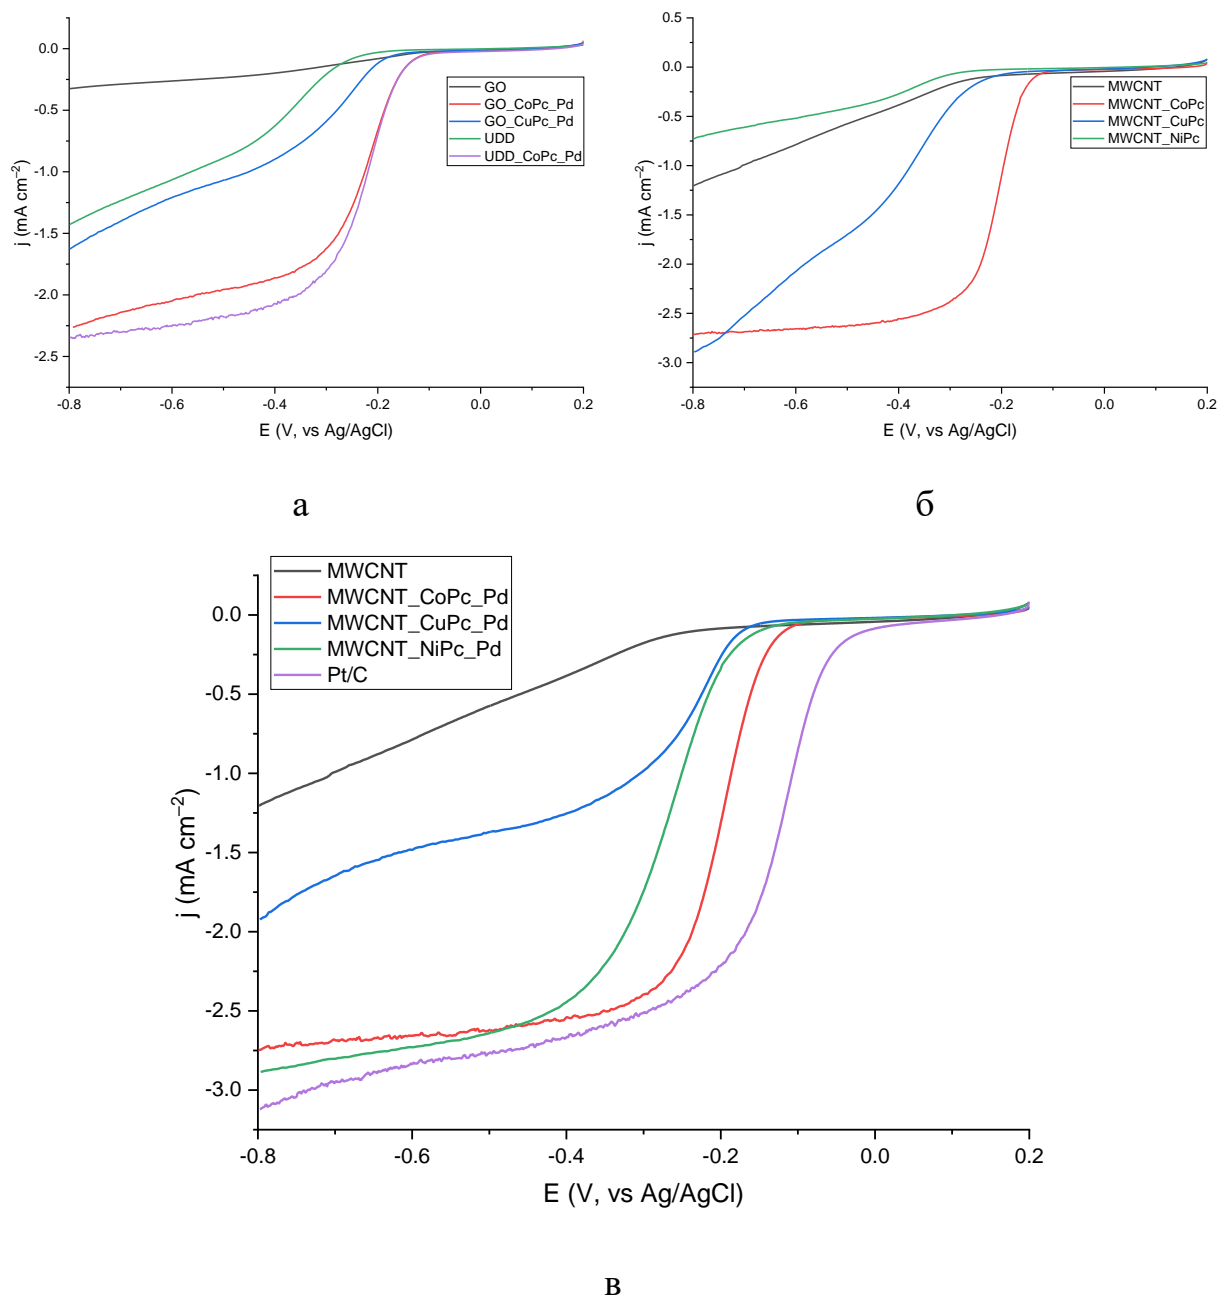 0.0
-0.5
-1.0
-1.5
-2.0
-2.5
j (mA cm⁻²)
GO
GO_CoPc_Pd
GO_CuPc_Pd
UDD
UDD_CoPc_Pd
-0.8 -0.6 -0.4 -0.2 0.0 0.2
E (V, vs Ag/AgCl)
а
0.5
0.0
-0.5
-1.0
-1.5
-2.0
-2.5
-3.0
j (mA cm⁻²)
MWCNT
MWCNT_CoPc
MWCNT_CuPc
MWCNT_NiPc
-0.8 -0.6 -0.4 -0.2 0.0 0.2
E (V, vs Ag/AgCl)
б
MWCNT
MWCNT_CoPc_Pd
MWCNT_CuPc_Pd
MWCNT_NiPc_Pd
Pt/C
0.0
-0.5
-1.0
-1.5
-2.0
-2.5
-3.0
j (mA cm⁻²)
-0.8 -0.6 -0.4 -0.2 0.0 0.2
E (V, vs Ag/AgCl)
в